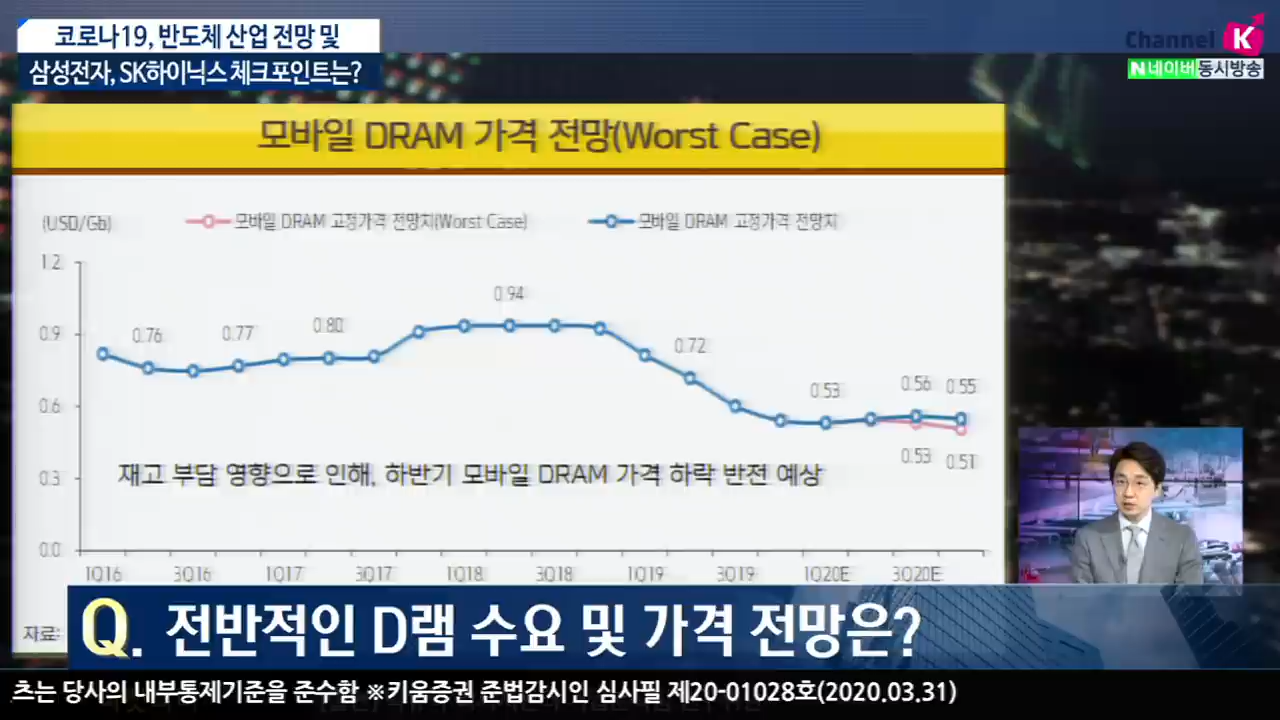 코로나19, 반도체 산업 전망 및
삼성전자, SK하이닉스 체크포인트는?
Channel K
N 네이버 동시방송
모바일 DRAM 가격 전망(Worst Case)
(USD/Gb)
모바일 DRAM 고정가격 전망치(Worst Case)
모바일 DRAM 고정가격 전망치
1.2
0.9
0.6
0.3
0.0
0.76
0.77
0.80
0.94
0.72
0.53
0.56
0.55
0.53
0.51
재고 부담 영향으로 인해, 하반기 모바일 DRAM 가격 하락 반전 예상
1Q16 3Q16 1Q17 3Q17 1Q18 3Q18 1Q19 3Q19 1Q20E 3Q20E
자료:
Q. 전반적인 D램 수요 및 가격 전망은?
츠는 당사의 내부통제기준을 준수함 ※키움증권 준법감시인 심사필 제20-01028호(2020.03.31)